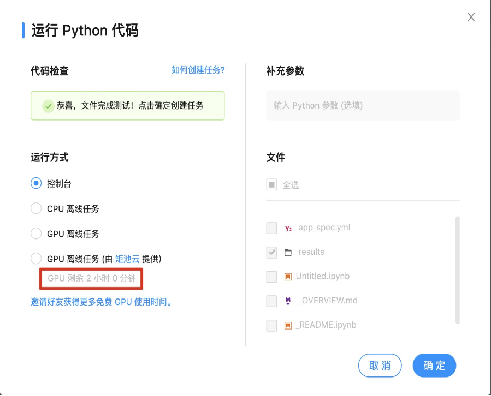 运行 Python 代码
代码检查
如何创建任务?
恭喜，文件完成测试！点击确定创建任务
运行方式
控制台
CPU 离线任务
GPU 离线任务
GPU 离线任务 (由 矩池云 提供)
GPU 剩余 2 小时 0 分钟
邀请好友获得更多免费 GPU 使用时间。
补充参数
输入 Python 参数 (选填)
文件
全选
app_spec.yml
results
Untitled.ipynb
_OVERVIEW.md
_README.ipynb
取 消
确 定